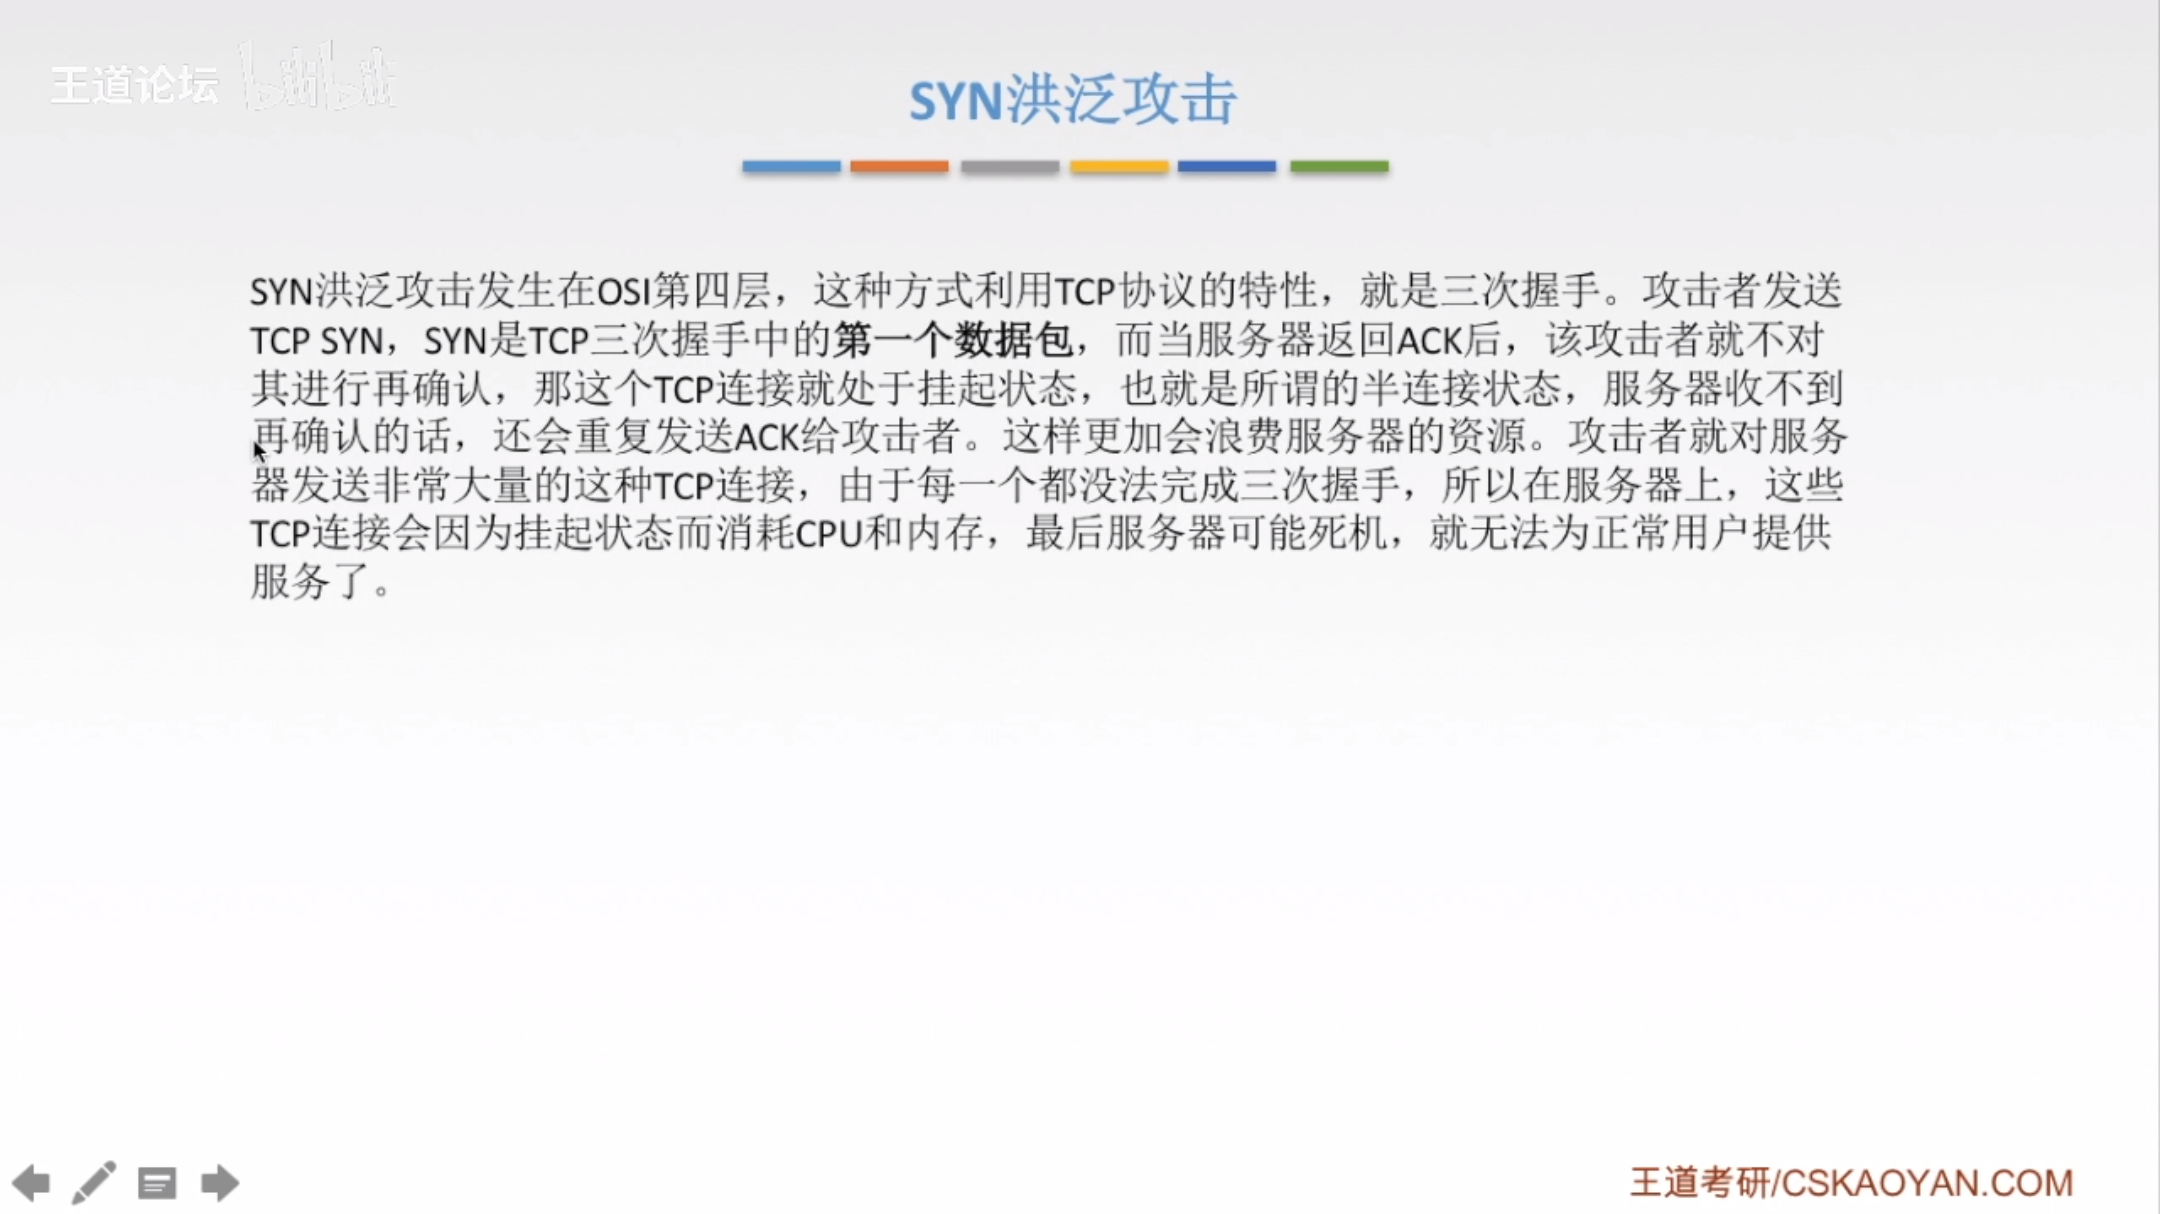 王道论坛 bilibili
SYN洪泛攻击
SYN洪泛攻击发生在OSI第四层，这种方式利用TCP协议的特性，就是三次握手。攻击者发送
TCP SYN，SYN是TCP三次握手中的第一个数据包，而当服务器返回ACK后，该攻击者就不对
其进行再确认，那这个TCP连接就处于挂起状态，也就是所谓的半连接状态，服务器收不到
再确认的话，还会重复发送ACK给攻击者。这样更加会浪费服务器的资源。攻击者就对服务
器发送非常大量的这种TCP连接，由于每一个都没法完成三次握手，所以在服务器上，这些
TCP连接会因为挂起状态而消耗CPU和内存，最后服务器可能死机，就无法为正常用户提供
服务了。
王道考研/CSKAOYAN.COM